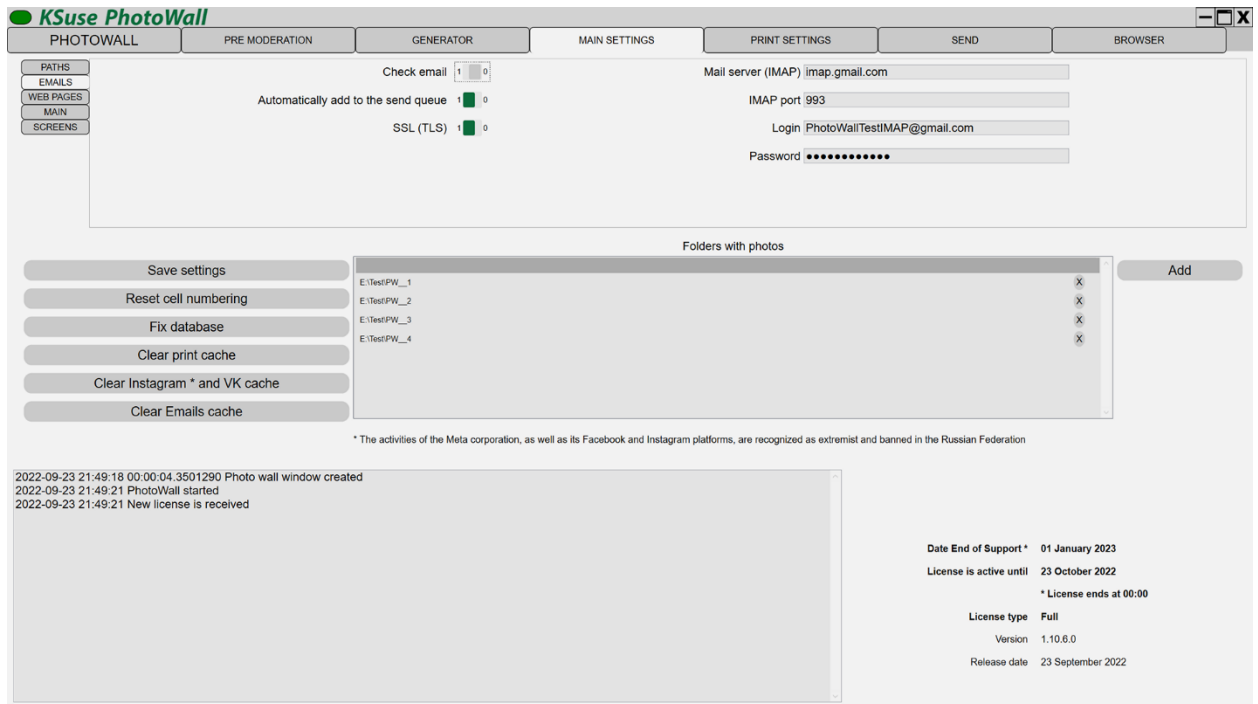 KSuse PhotoWall
PHOTOWALL PRE MODERATION GENERATOR MAIN SETTINGS PRINT SETTINGS SEND BROWSER
PATHS
EMAILS
WEB PAGES
MAIN
SCREENS
Check email 1 0
Automatically add to the send queue 1 0
SSL (TLS) 1 0
Mail server (IMAP) imap.gmail.com
IMAP port 993
Login PhotoWallTestIMAP@gmail.com
Password ●●●●●●●●●●●●
Folders with photos
Save settings
Reset cell numbering
Fix database
Clear print cache
Clear Instagram * and VK cache
Clear Emails cache
E:\Test\PW__1 X
E:\Test\PW__2 X
E:\Test\PW__3 X
E:\Test\PW__4 X
Add
* The activities of the Meta corporation, as well as its Facebook and Instagram platforms, are recognized as extremist and banned in the Russian Federation
2022-09-23 21:49:18 00:00:04.3501290 Photo wall window created
2022-09-23 21:49:21 PhotoWall started
2022-09-23 21:49:21 New license is received
Date End of Support * 01 January 2023
License is active until 23 October 2022
* License ends at 00:00
License type Full
Version 1.10.6.0
Release date 23 September 2022